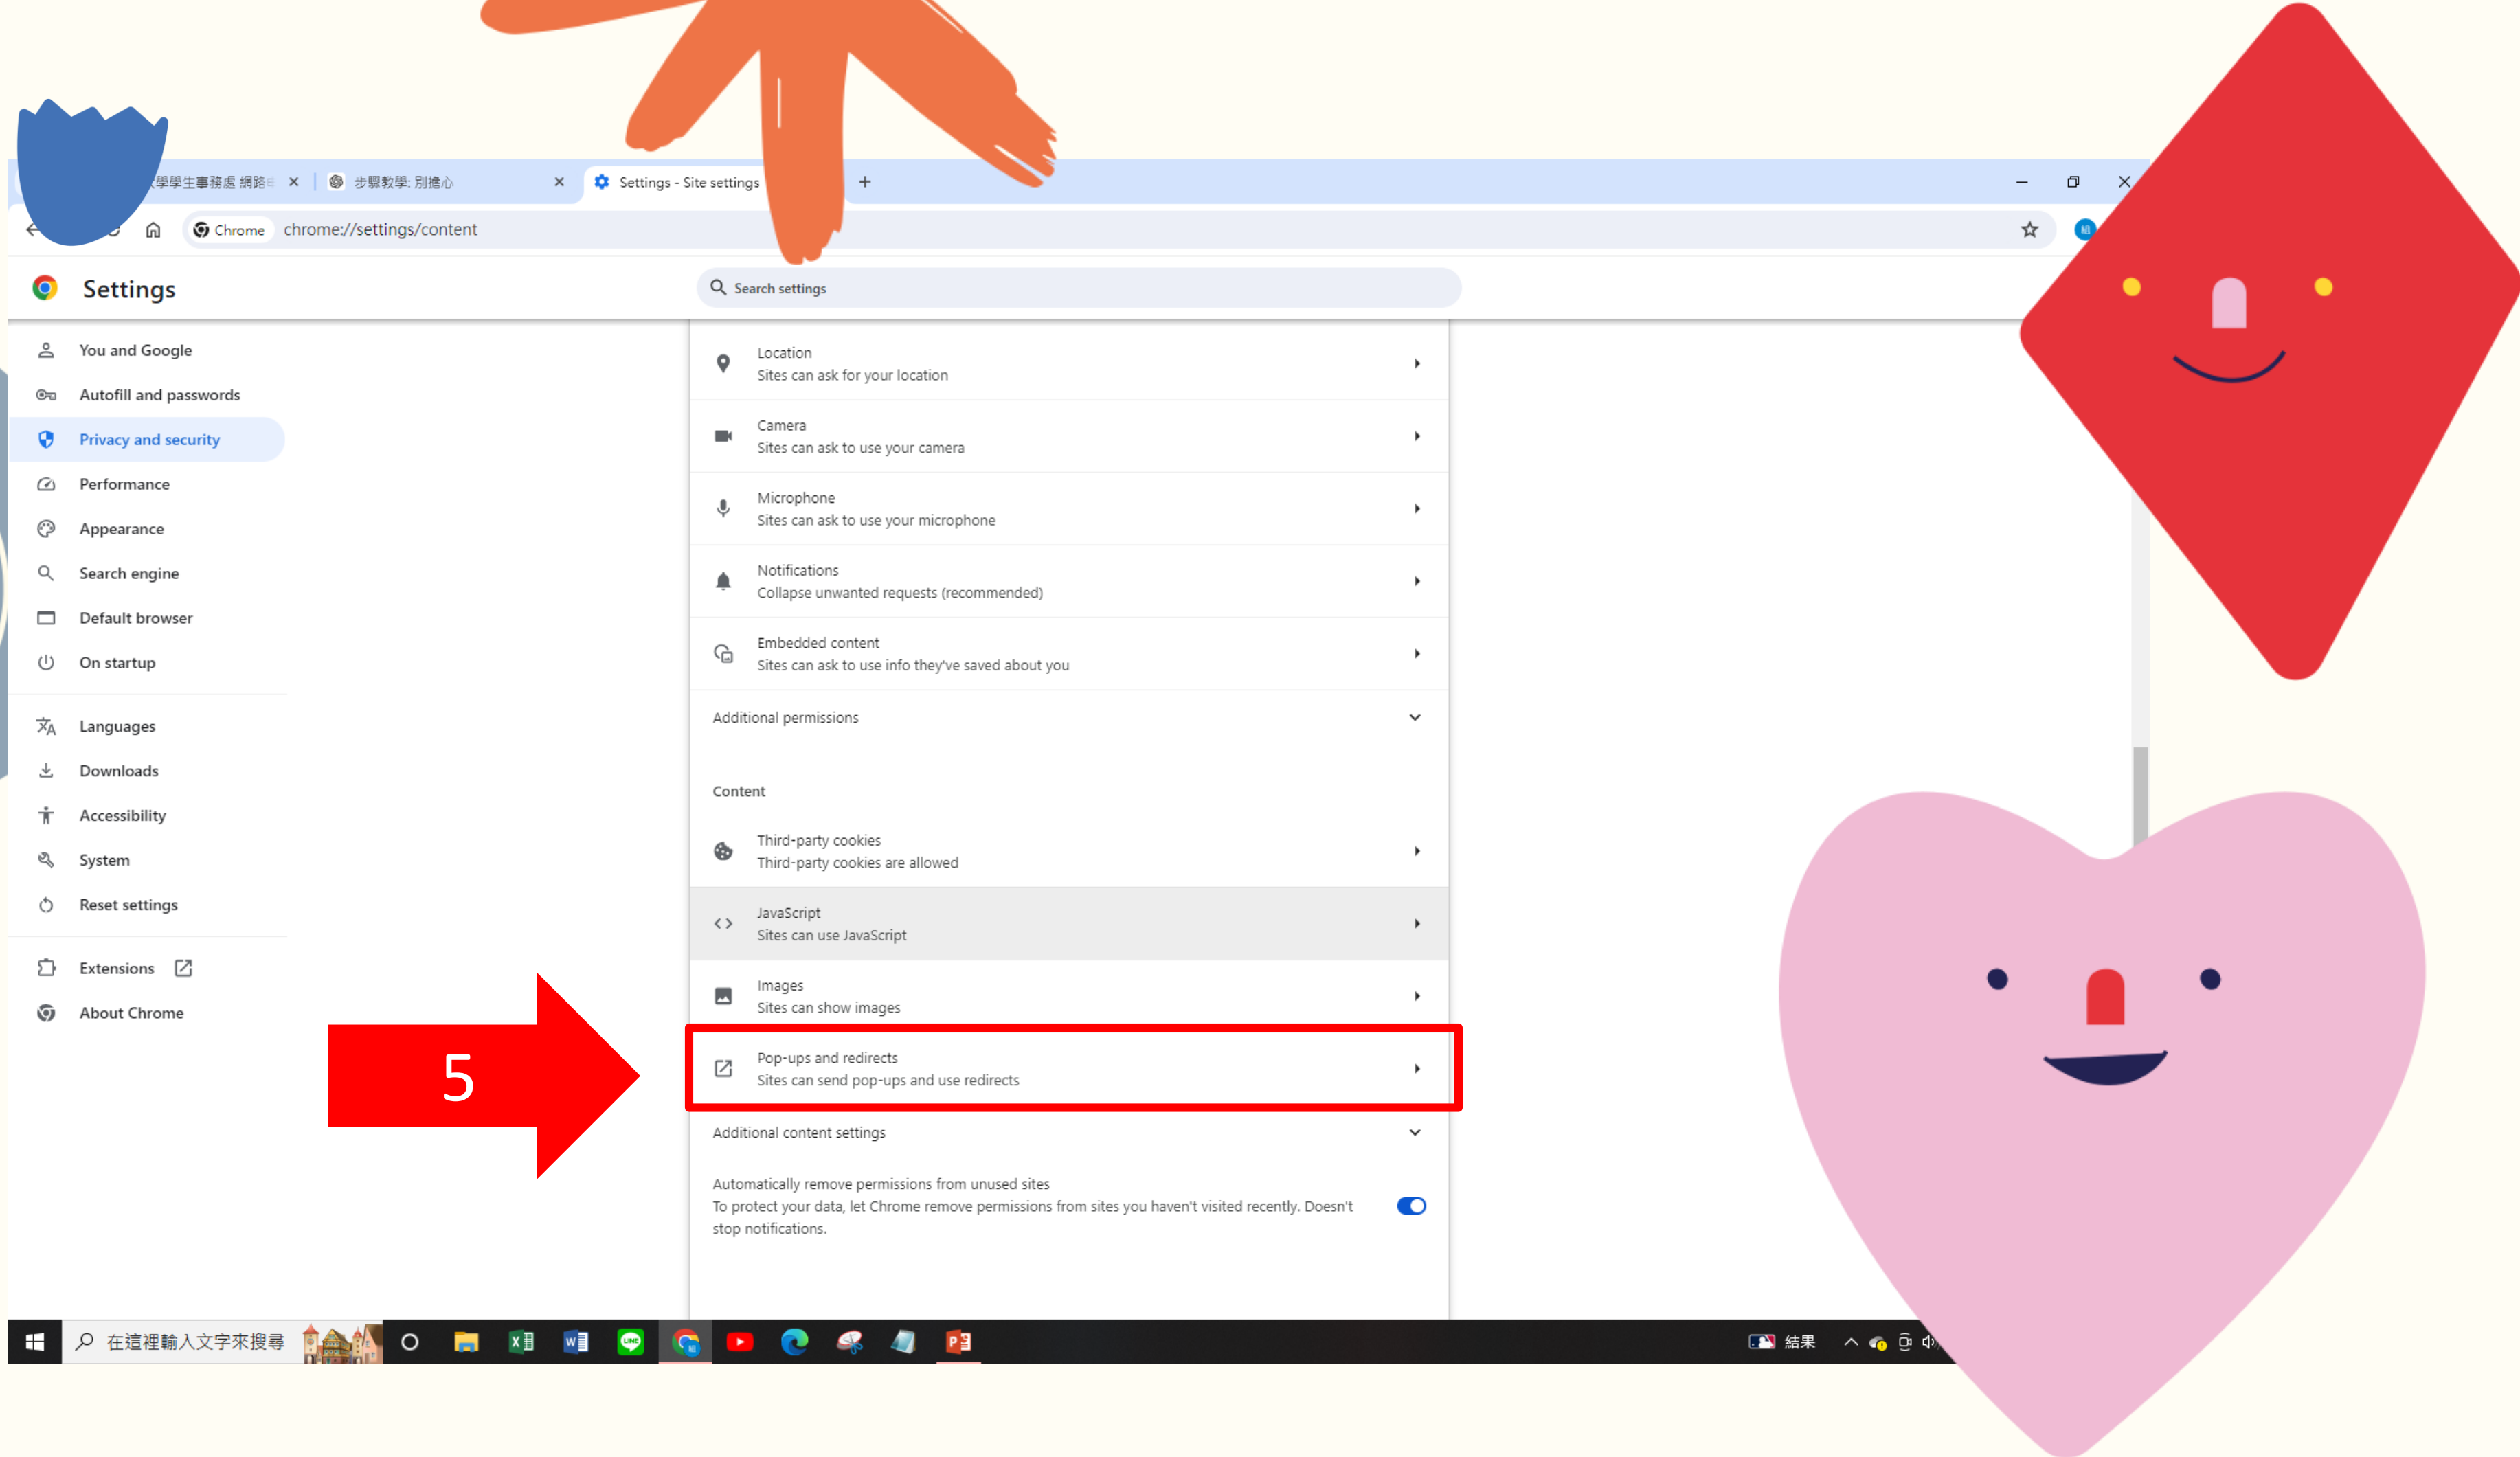 學學生事務處 網路
步驟教學: 別擔心
Settings - Site settings
Chrome
chrome://settings/content
Settings
Search settings
You and Google
Autofill and passwords
Privacy and security
Performance
Appearance
Search engine
Default browser
On startup
Languages
Downloads
Accessibility
System
Reset settings
Extensions
About Chrome
Location
Sites can ask for your location
Camera
Sites can ask to use your camera
Microphone
Sites can ask to use your microphone
Notifications
Collapse unwanted requests (recommended)
Embedded content
Sites can ask to use info they've saved about you
Additional permissions
Content
Third-party cookies
Third-party cookies are allowed
JavaScript
Sites can use JavaScript
Images
Sites can show images
5
Pop-ups and redirects
Sites can send pop-ups and use redirects
Additional content settings
Automatically remove permissions from unused sites
To protect your data, let Chrome remove permissions from sites you haven't visited recently. Doesn't
stop notifications.
在這裡輸入文字來搜尋
LINE
結果